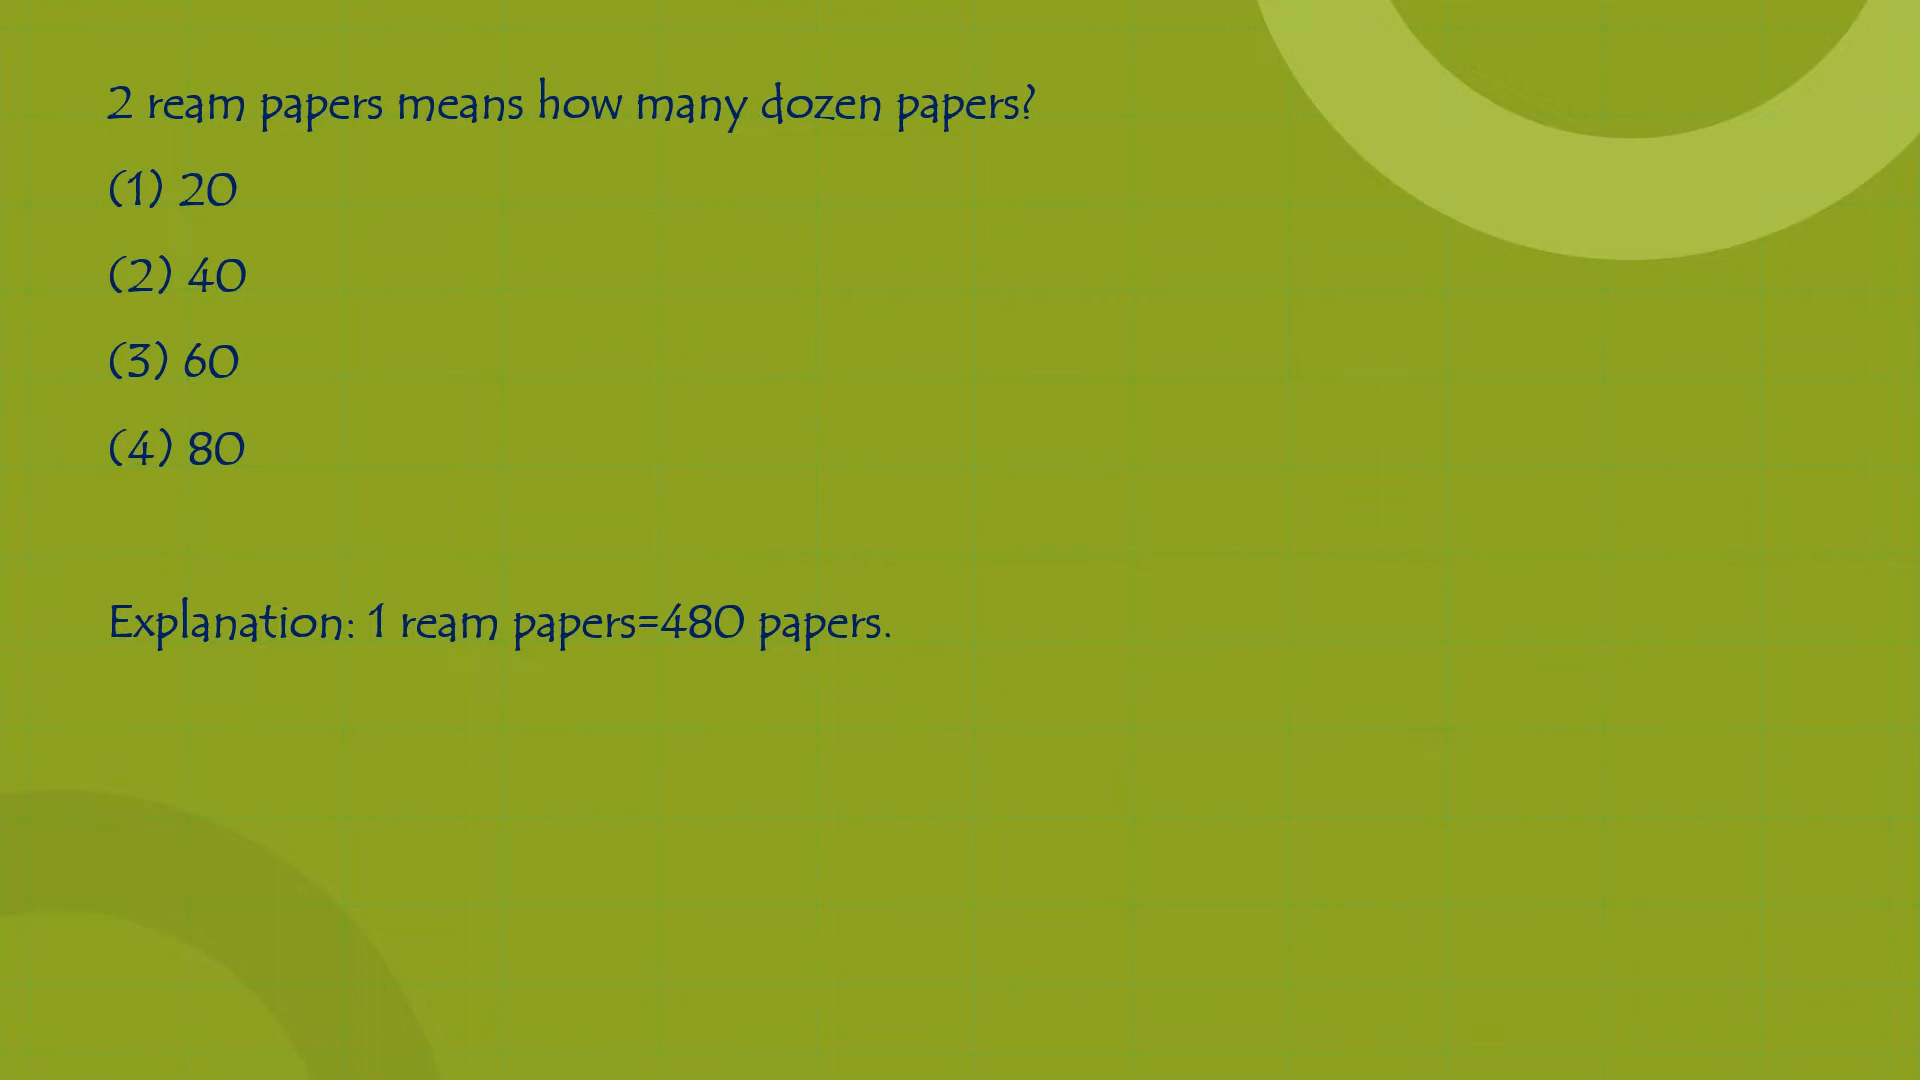 2 ream papers means how many dozen papers?
(1) 20
(2) 40
(3) 60
(4) 80
Explanation: 1 ream papers=480 papers.